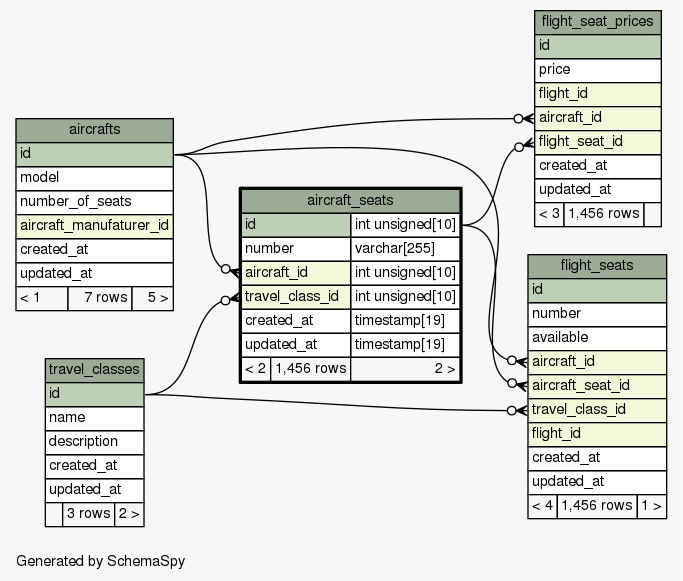 flight_seat_prices
id
price
flight_id
aircraft_id
flight_seat_id
created_at
updated_at
< 3 1,456 rows
aircrafts
id
model
number_of_seats
aircraft_manufaturer_id
created_at
updated_at
< 1 7 rows 5 >
aircraft_seats
id int unsigned[10]
number varchar[255]
aircraft_id int unsigned[10]
travel_class_id int unsigned[10]
created_at timestamp[19]
updated_at timestamp[19]
< 2 1,456 rows 2 >
flight_seats
id
number
available
aircraft_id
aircraft_seat_id
travel_class_id
flight_id
created_at
updated_at
< 4 1,456 rows 1 >
travel_classes
id
name
description
created_at
updated_at
3 rows 2 >
Generated by SchemaSpy